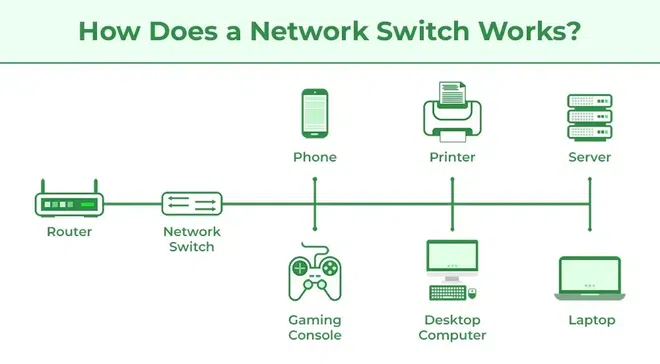 How Does a Network Switch Works?
Phone
Printer
Server
Router
Network
Switch
Gaming
Console
Desktop
Computer
Laptop